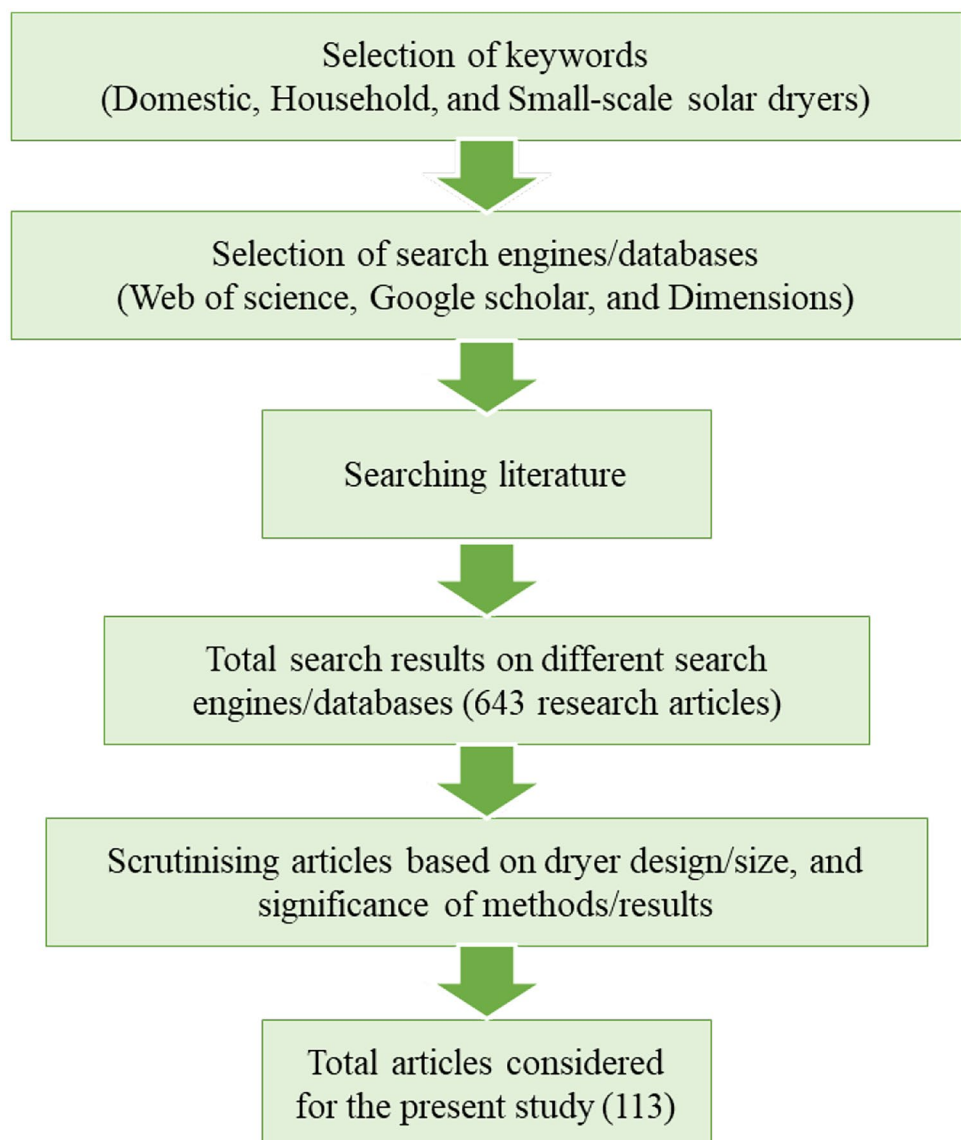 Selection of keywords
(Domestic, Household, and Small-scale solar dryers)
Selection of search engines/databases
(Web of science, Google scholar, and Dimensions)
Searching literature
Total search results on different search
engines/databases (643 research articles)
Scrutinising articles based on dryer design/size, and
significance of methods/results
Total articles considered
for the present study (113)